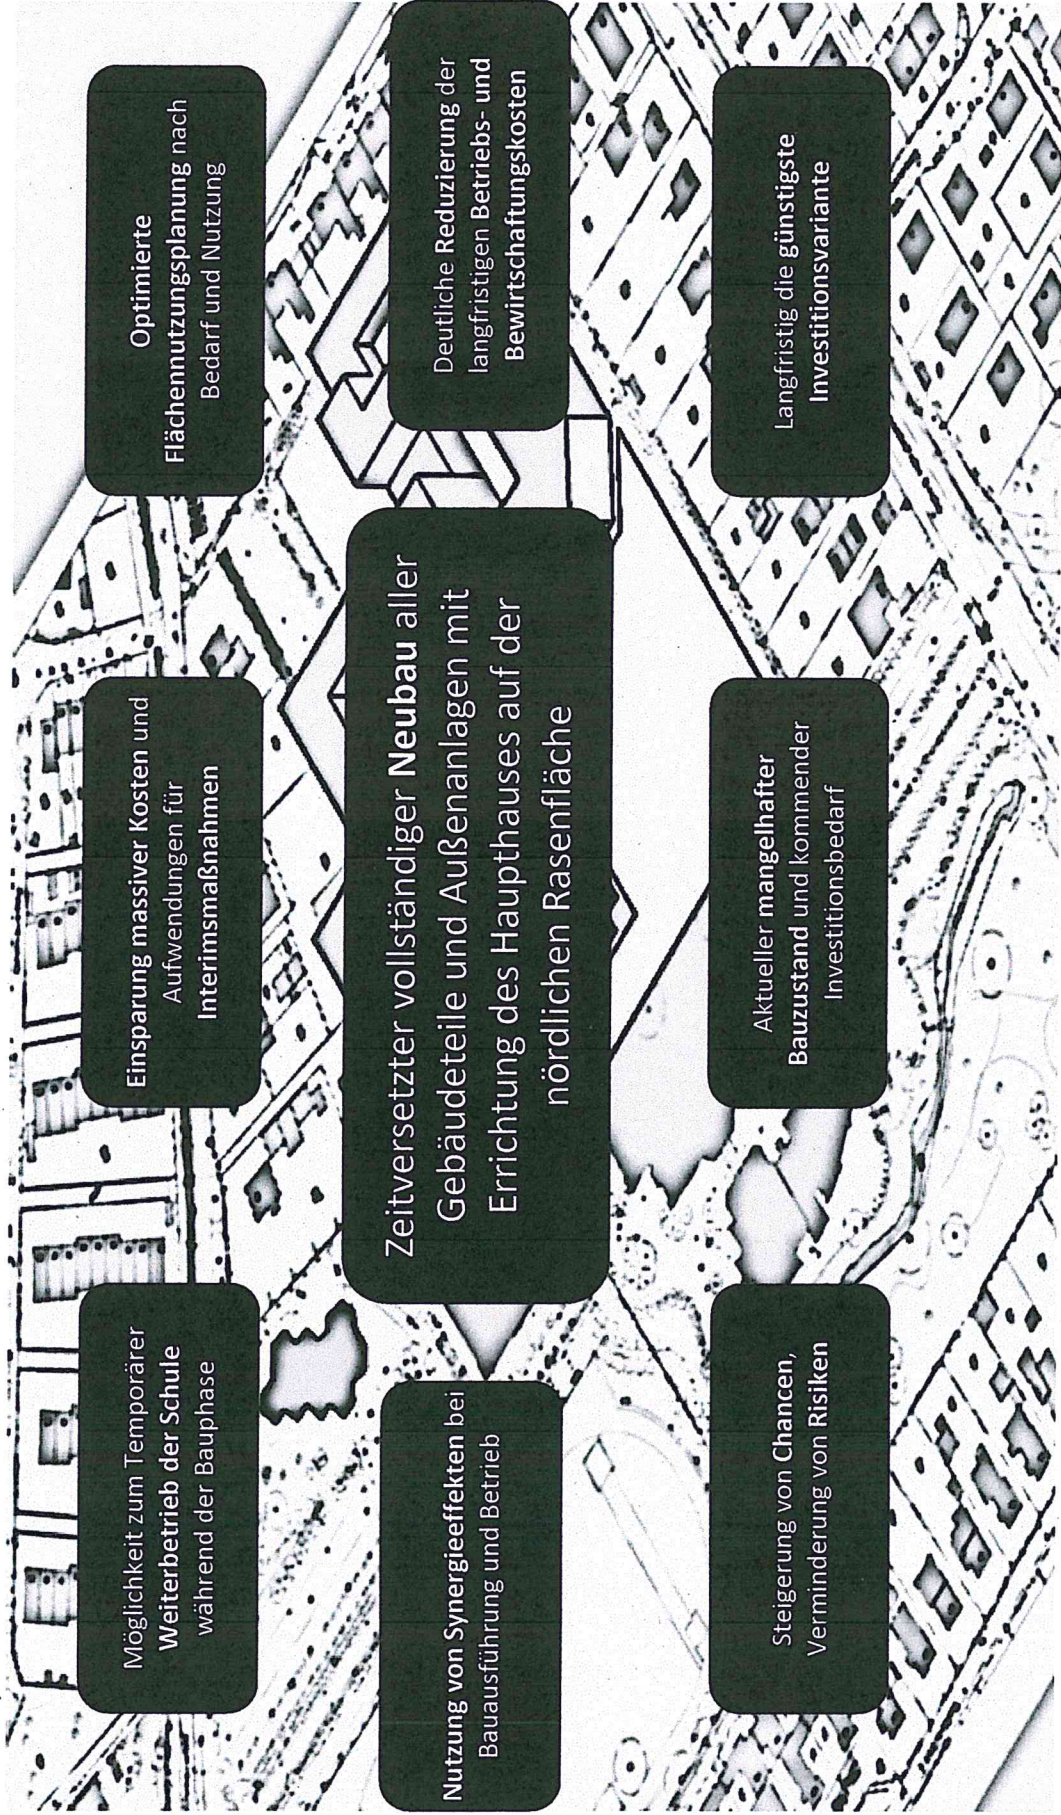 Möglichkeit zum Temporärer
Weiterbetrieb der Schule
während der Bauphase
Einsparung massiver Kosten und
Aufwendungen für
Interimsmaßnahmen
Optimierte
Flächennutzungsplanung nach
Bedarf und Nutzung
Nutzung von Synergieeffekten bei
Bauausführung und Betrieb
Zeitversetzter vollständiger Neubau aller
Gebäudeteile und Außenanlagen mit
Errichtung des Haupthauses auf der
nördlichen Rasenfläche
Deutliche Reduzierung der
langfristigen Betriebs- und
Bewirtschaftungskosten
Steigerung von Chancen,
Verminderung von Risiken
Aktueller mangelhafter
Bauzustand und kommender
Investitionsbedarf
Langfristig die günstigste
Investitionsvariante